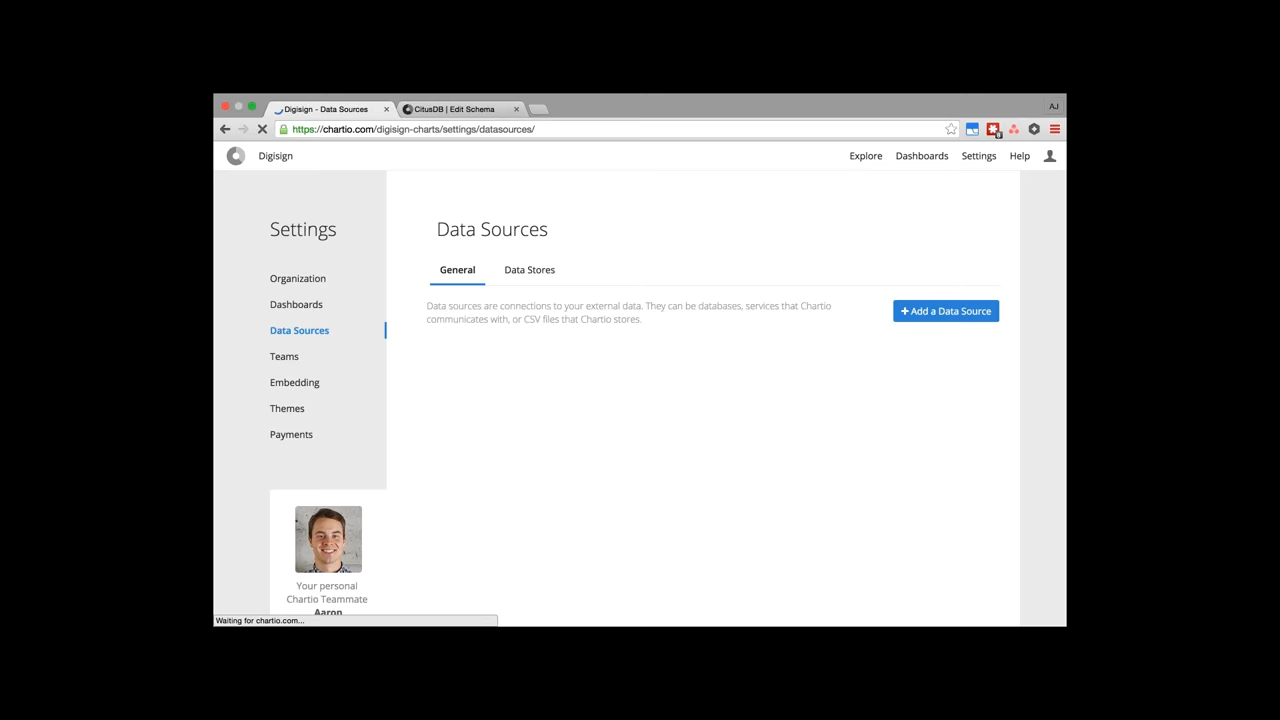 Digisign - Data Sources
CitusDB | Edit Schema
AJ
https://chartio.com/digisign-charts/settings/datasources/
Digisign
Explore
Dashboards
Settings
Help
Settings
Organization
Dashboards
Data Sources
Teams
Embedding
Themes
Payments
Your personal
Chartio Teammate
Aaron
Data Sources
General
Data Stores
Data sources are connections to your external data. They can be databases, services that Chartio
communicates with, or CSV files that Chartio stores.
+ Add a Data Source
Waiting for chartio.com...